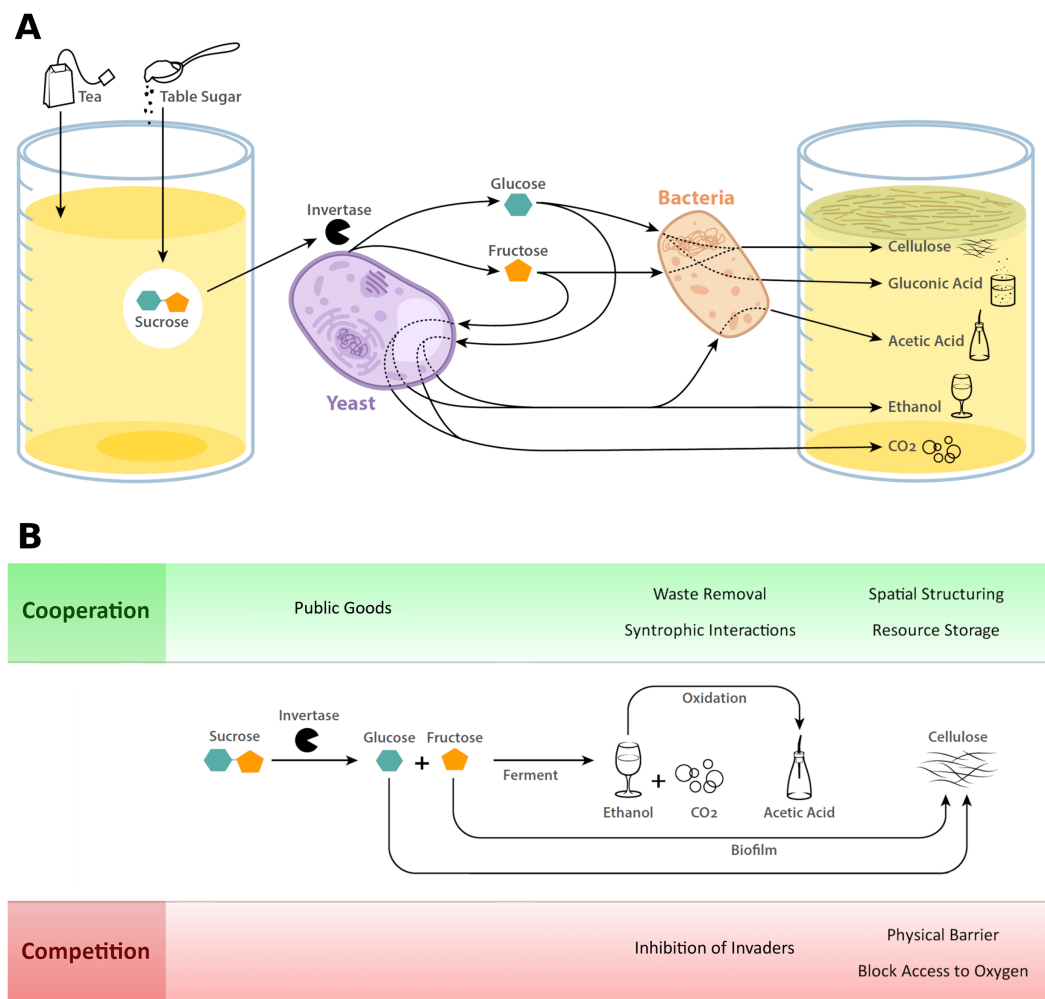 A
Tea
Table Sugar
Sucrose
Invertase
Yeast
Glucose
Fructose
Bacteria
Cellulose
Gluconic Acid
Acetic Acid
Ethanol
CO2
B
Cooperation
Public Goods
Waste Removal
Syntrophic Interactions
Spatial Structuring
Resource Storage
Sucrose
Invertase
Glucose
+
Fructose
Ferment
Oxidation
Ethanol
+
CO2
Acetic Acid
Cellulose
Biofilm
Competition
Inhibition of Invaders
Physical Barrier
Block Access to Oxygen